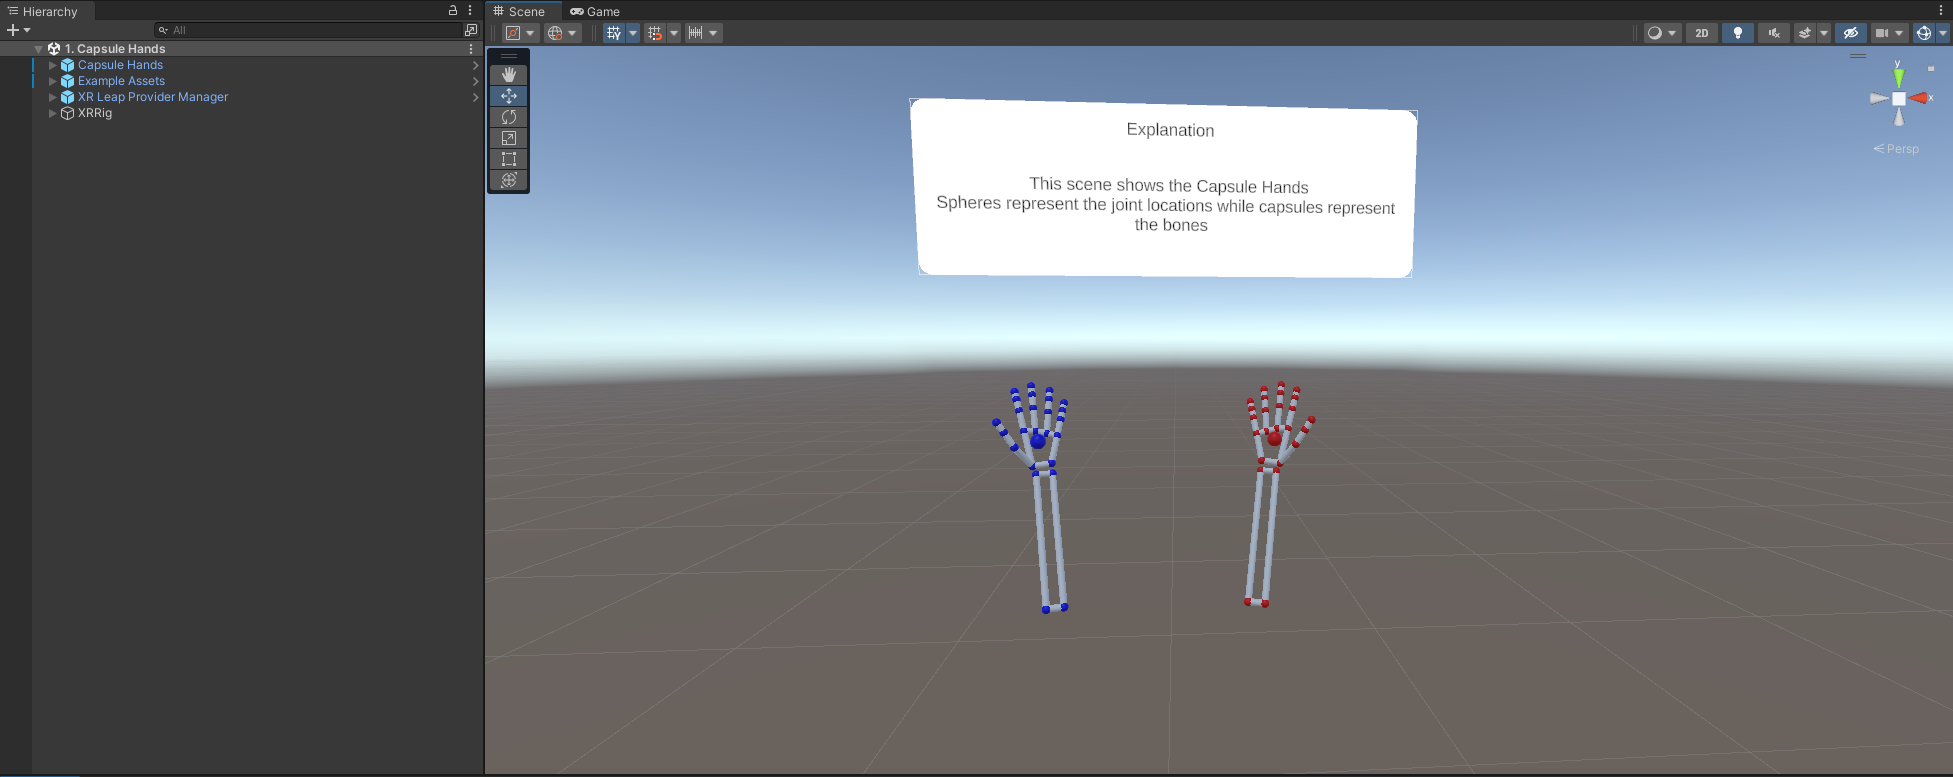 Hierarchy
All
1. Capsule Hands
Capsule Hands
Example Assets
XR Leap Provider Manager
XRRig
Scene
Game
2D
y
x
Persp
Explanation
This scene shows the Capsule Hands
Spheres represent the joint locations while capsules represent
the bones